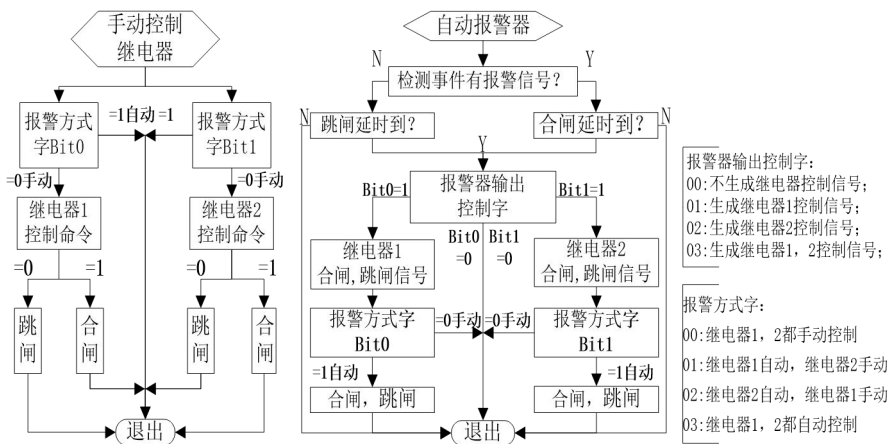 手动控制
继电器
报警方式
字Bit0
=1自动=1
报警方式
字Bit1
=0手动
=0手动
继电器1
控制命令
继电器2
控制命令
=0
=1
=0
=1
跳
闸
合
闸
跳
闸
合
闸
退出
自动报警器
N
Y
检测事件有报警信号?
N
跳闸延时到?
合闸延时到?
N
Y
Bit0=1
报警器输出
控制字
Bit1=1
继电器1
合闸,跳闸信号
Bit0
=0
Bit1
=0
继电器2
合闸,跳闸信号
报警方式字
Bit0
=0手动
=0手动
报警方式字
Bit1
=1自动
=1自动
合闸, 跳闸
合闸, 跳闸
退出
报警器输出控制字:
00:不生成继电器控制信号;
01:生成继电器1控制信号;
02:生成继电器2控制信号;
03:生成继电器1, 2控制信号;
报警方式字:
00:继电器1, 2都手动控制
01:继电器1自动, 继电器2手动
02:继电器2自动, 继电器1手动
03:继电器1, 2都自动控制